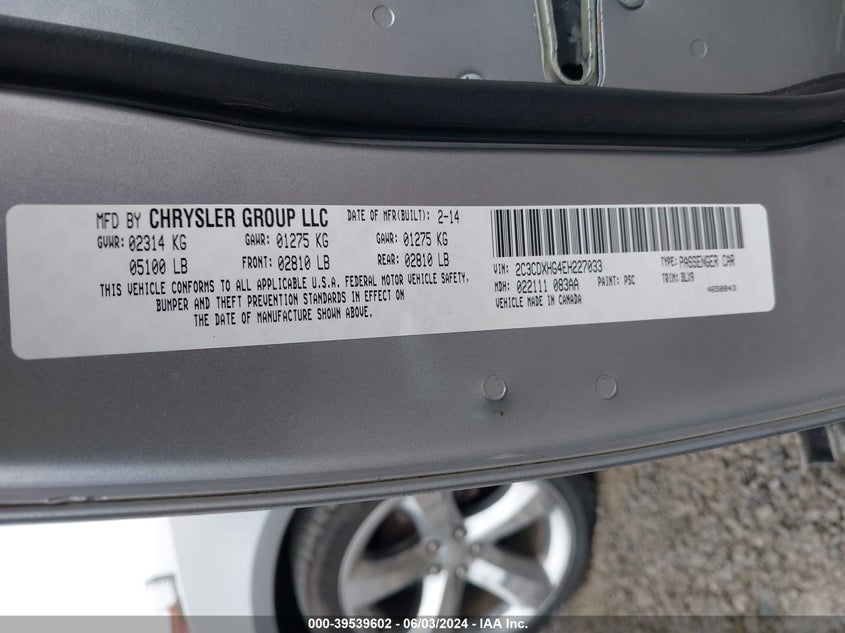 MFD BY CHRYSLER GROUP LLC DATE OF MFR(BUILT): 2-14
GVWR: 02314 KG GAWR: 01275 KG GAWR: 01275 KG
05100 LB FRONT: 02810 LB REAR: 02810 LB
THIS VEHICLE CONFORMS TO ALL APPLICABLE U.S.A. FEDERAL MOTOR VEHICLE SAFETY,
BUMPER AND THEFT PREVENTION STANDARDS IN EFFECT ON
THE DATE OF MANUFACTURE SHOWN ABOVE.
VIN: 2C3CDXHG4EH227033 TYPE: PASSENGER CAR
MDH: 022111 083AA PAINT: PSC TRIM: BLX9
VEHICLE MADE IN CANADA 4658843
000-39539602 - 06/03/2024 - IAA Inc.